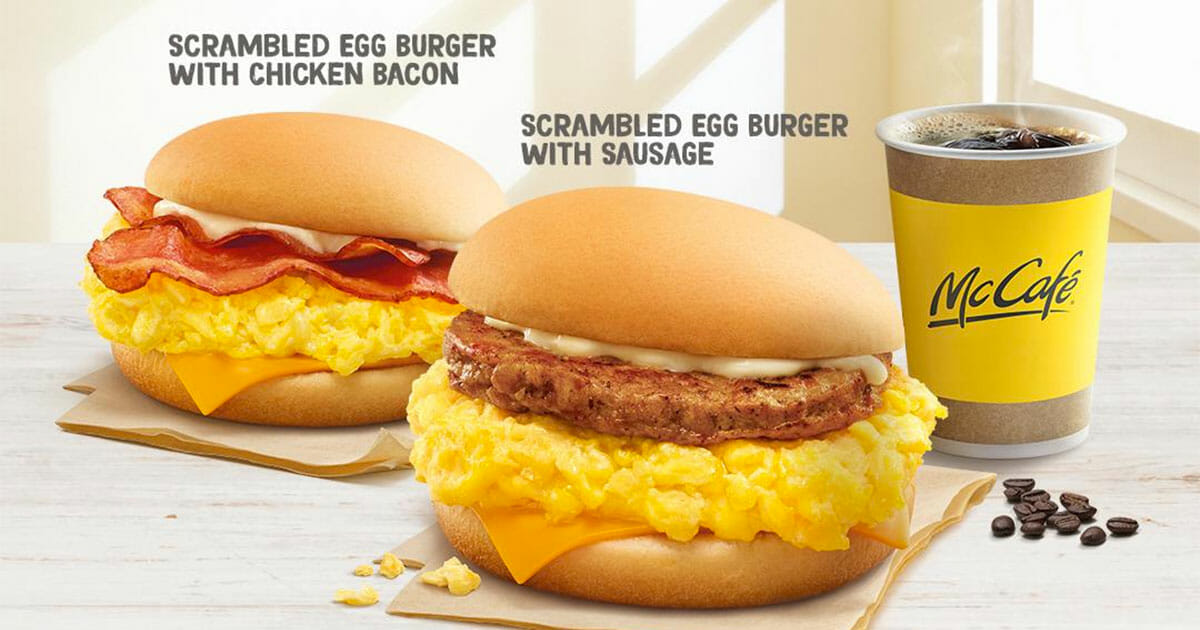 SCRAMBLED EGG BURGER
WITH CHICKEN BACON
SCRAMBLED EGG BURGER
WITH SAUSAGE
McCafé